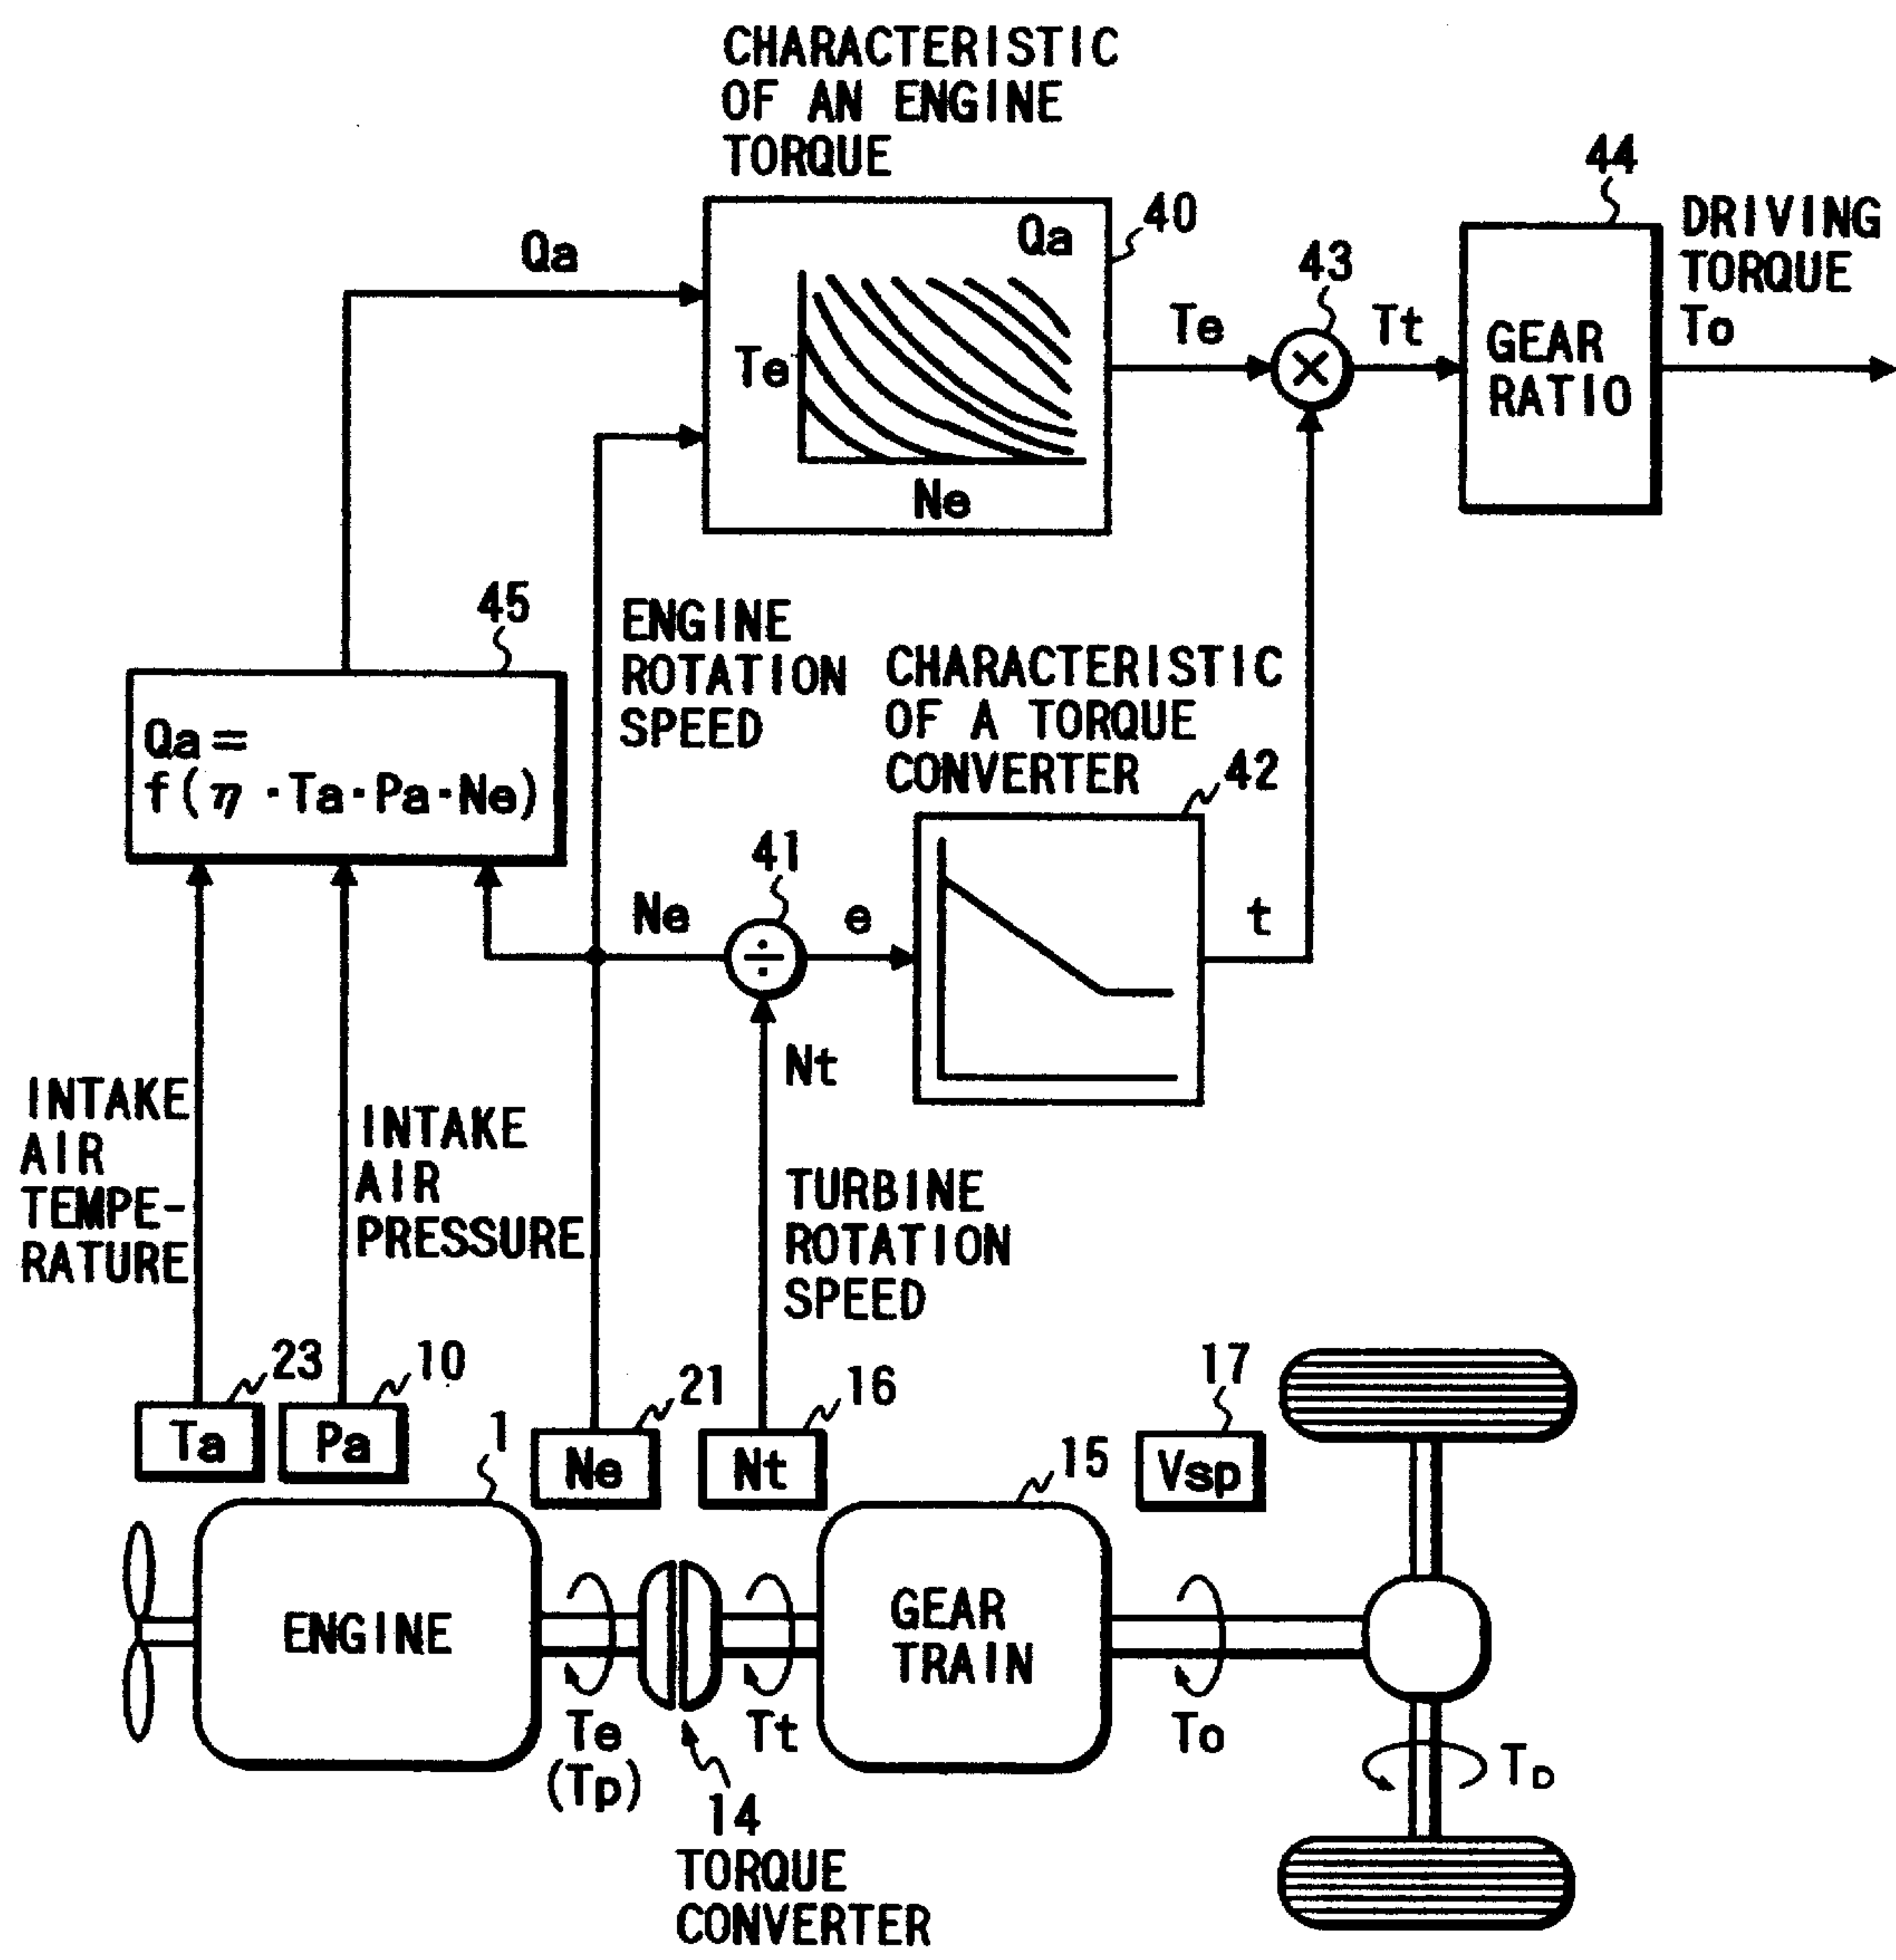 CHARACTERISTIC
OF AN ENGINE
TORQUE
44
40
DRIVING
TORQUE
To
Qa
Qa
43
Te
Te
Tt
GEAR
RATIO
Ne
45
ENGINE
ROTATION
SPEED
CHARACTERISTIC
OF A TORQUE
CONVERTER
42
Qa=
f(η·Ta·Pa·Ne)
41
Ne
÷
e
t
×
Nt
INTAKE
AIR
TEMPE-
RATURE
INTAKE
AIR
PRESSURE
TURBINE
ROTATION
SPEED
23
10
21
16
17
Ta
Pa
1
Ne
Nt
15
Vsp
ENGINE
GEAR
TRAIN
Te
(Tp)
Tt
To
TD
14
TORQUE
CONVERTER